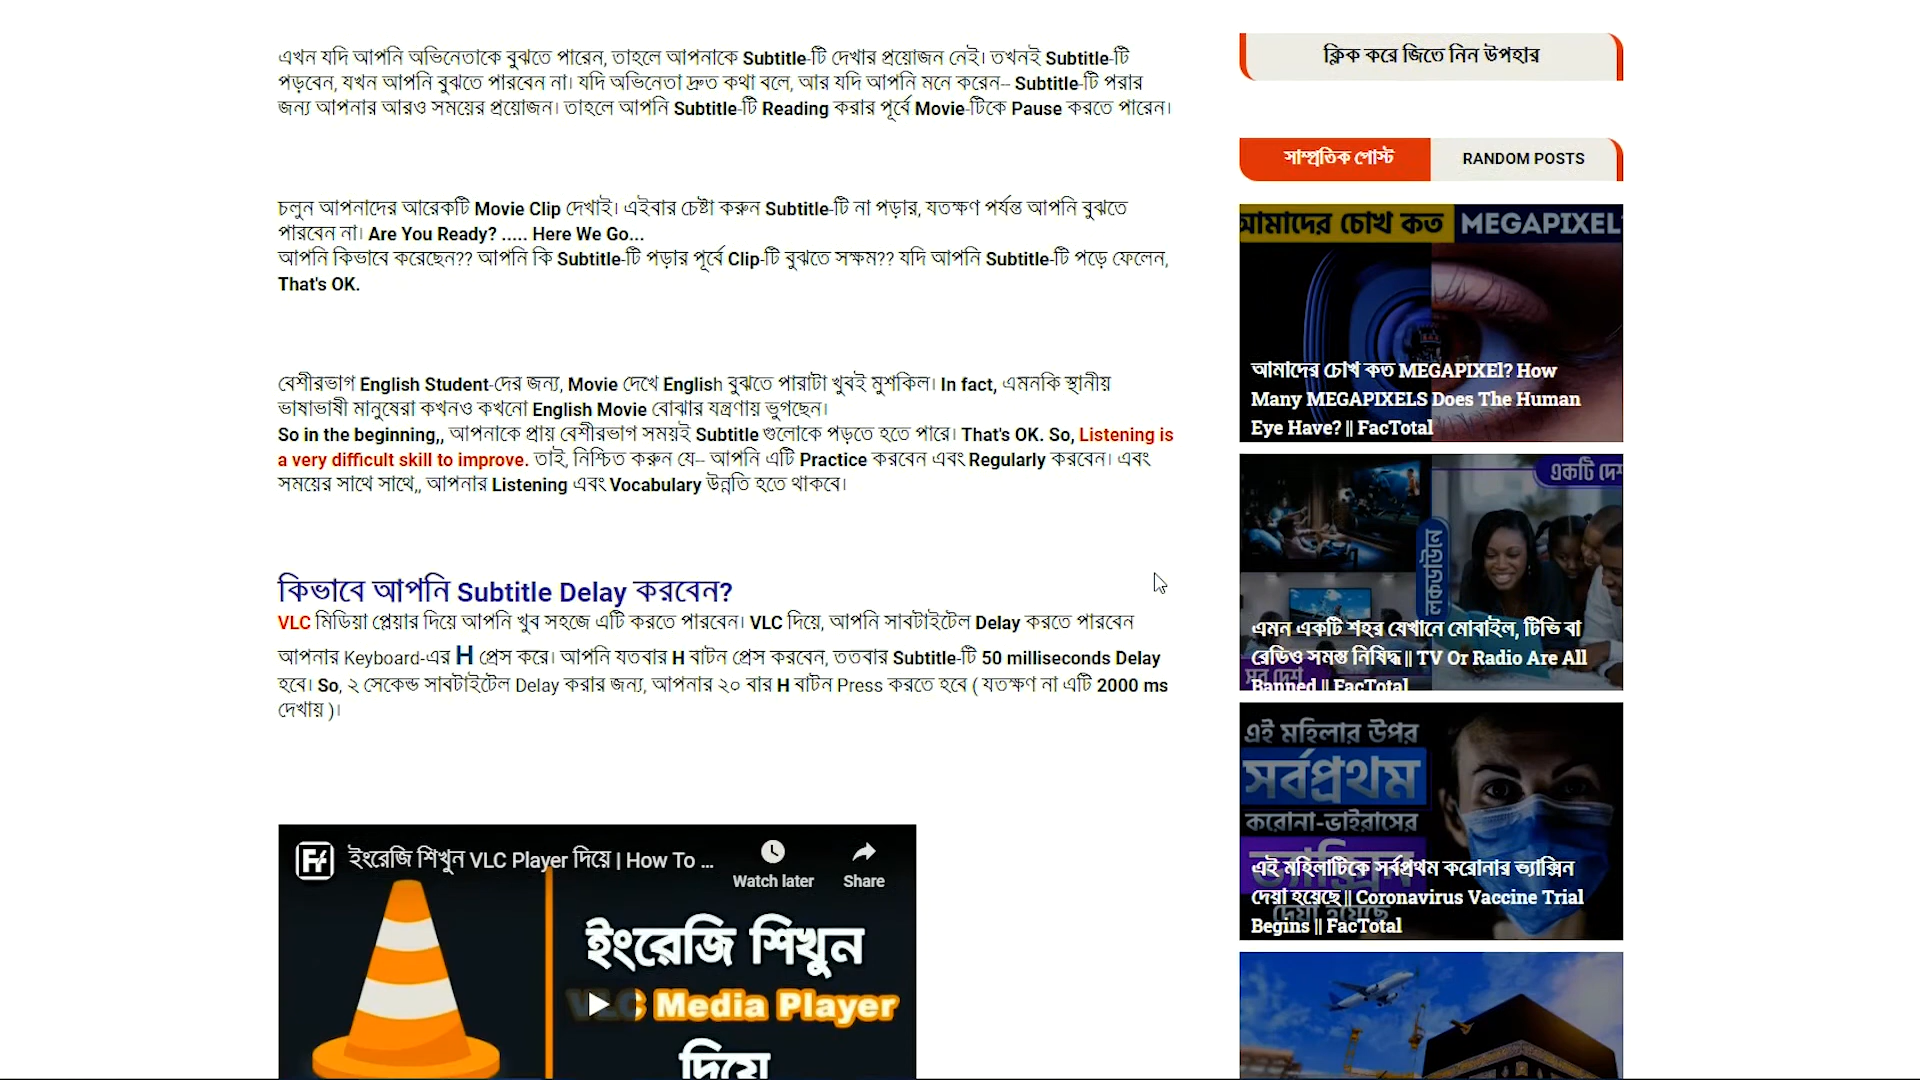 এখন যদি আপনি অভিনেতাকে বুঝতে পারেন, তাহলে আপনাকে Subtitle-টি দেখার প্রয়োজন নেই। তখনই Subtitle-টি
পড়বেন, যখন আপনি বুঝতে পারবেন না। যদি অভিনেতা দ্রুত কথা বলে, আর যদি আপনি মনে করেন-- Subtitle-টি পরার
জন্য আপনার আরও সময়ের প্রয়োজন। তাহলে আপনি Subtitle-টি Reading করার পূর্বে Movie-টিকে Pause করতে পারেন।
চলুন আপনাদের আরেকটি Movie Clip দেখাই। এইবার চেষ্টা করুন Subtitle-টি না পড়ার, যতক্ষণ পর্যন্ত আপনি বুঝতে
পারবেন না। Are You Ready? ..... Here We Go...
আপনি কিভাবে করেছেন?? আপনি কি Subtitle-টি পড়ার পূর্বে Clip-টি বুঝতে সক্ষম?? যদি আপনি Subtitle-টি পড়ে ফেলেন,
That's OK.
বেশীরভাগ English Student-দের জন্য, Movie দেখে English বুঝতে পারাটা খুবই মুশকিল। In fact, এমনকি স্থানীয়
ভাষাভাষী মানুষেরা কখনও কখনো English Movie বোঝার যন্ত্রণায় ভুগছেন।
So in the beginning,, আপনাকে প্রায় বেশীরভাগ সময়ই Subtitle গুলোকে পড়তে হতে পারে। That's OK. So, Listening is
a very difficult skill to improve. তাই, নিশ্চিত করুন যে-- আপনি এটি Practice করবেন এবং Regularly করবেন। এবং
সময়ের সাথে সাথে,, আপনার Listening এবং Vocabulary উন্নতি হতে থাকবে।
কিভাবে আপনি Subtitle Delay করবেন?
VLC মিডিয়া প্লেয়ার দিয়ে আপনি খুব সহজে এটি করতে পারবেন। VLC দিয়ে, আপনি সাবটাইটেল Delay করতে পারবেন
আপনার Keyboard-এর H প্রেস করে। আপনি যতবার H বাটন প্রেস করবেন, ততবার Subtitle-টি 50 milliseconds Delay
হবে। So, ২ সেকেন্ড সাবটাইটেল Delay করার জন্য, আপনার ২০ বার H বাটন Press করতে হবে ( যতক্ষণ না এটি 2000 ms
দেখায় )।
ইংরেজি শিখুন VLC Player দিয়ে | How To ...
Watch later
Share
ইংরেজি শিখুন
VLC Media Player
দিয়ে
ক্লিক করে জিতে নিন উপহার
সাম্প্রতিক পোস্ট
RANDOM POSTS
আমাদের চোখ কত MEGAPIXEL?
আমাদের চোখ কত MEGAPIXEl? How
Many MEGAPIXELS Does The Human
Eye Have? || FacTotal
একটি দেশ
লকডাউনে
এমন একটি শহর যেখানে মোবাইল, টিভি বা
রেডিও সমস্ত নিষিদ্ধ || TV Or Radio Are All
Banned || FacTotal
এই মহিলার উপর
সর্বপ্রথম
করোনা-ভাইরাসের
ভ্যাক্সিন
দেয়া হয়েছে
এই মহিলাটিকে সর্বপ্রথম করোনার ভ্যাক্সিন
দেয়া হয়েছে || Coronavirus Vaccine Trial
Begins || FacTotal